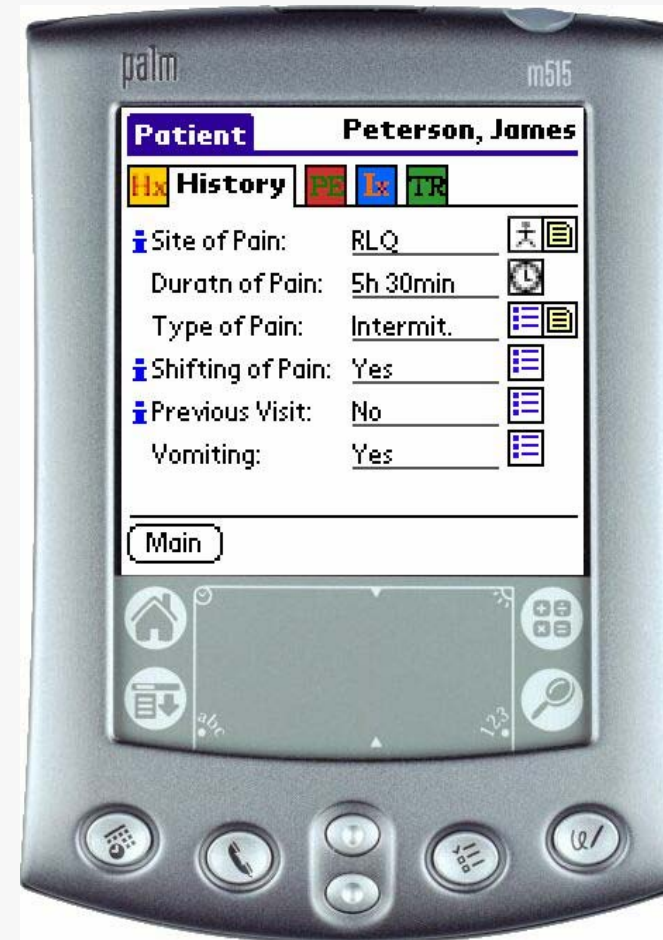 palm
m515
Patient Peterson, James
Hx History PE Ix TR
i Site of Pain: RLQ
Duratn of Pain: 5h 30min
Type of Pain: Intermit.
i Shifting of Pain: Yes
i Previous Visit: No
Vomiting: Yes
Main
abc
123